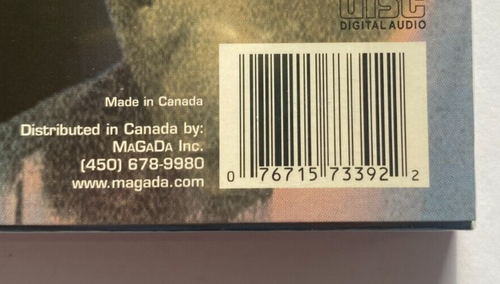 DISC
DIGITAL AUDIO
Made in Canada
Distributed in Canada by:
MAGADA Inc.
(450) 678-9980
www.magada.com
0 76715 73392 2